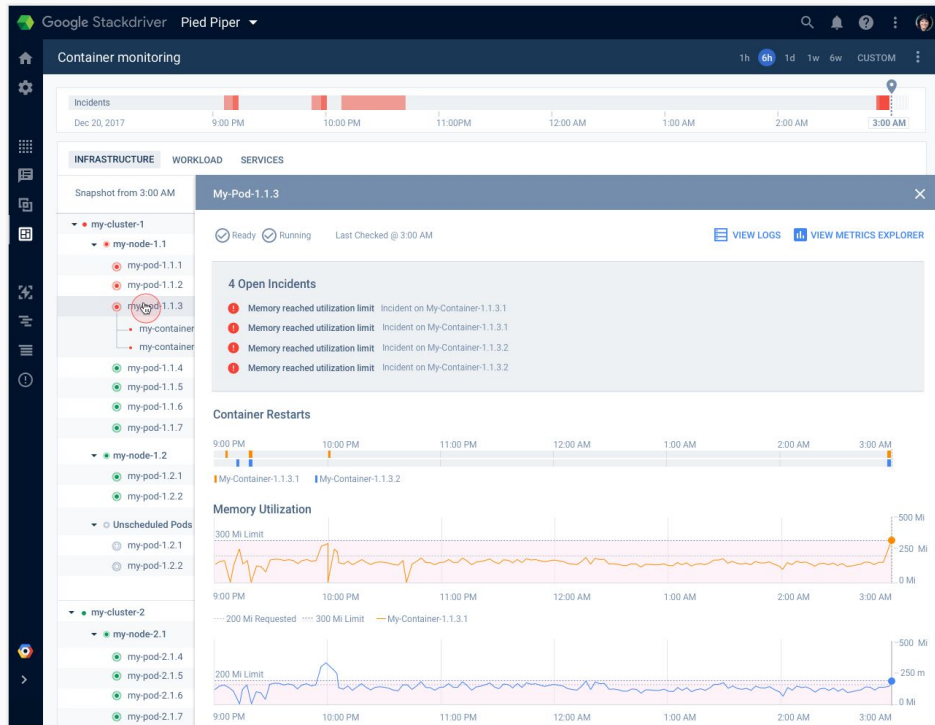 Google Stackdriver Pied Piper
Container monitoring
1h 6h 1d 1w 6w CUSTOM
Incidents
Dec 20, 2017 9:00 PM 10:00 PM 11:00PM 12:00 AM 1:00 AM 2:00 AM 3:00 AM
INFRASTRUCTURE WORKLOAD SERVICES
Snapshot from 3:00 AM
my-cluster-1
my-node-1.1
my-pod-1.1.1
my-pod-1.1.2
my-pod-1.1.3
my-container
my-container
my-pod-1.1.4
my-pod-1.1.5
my-pod-1.1.6
my-pod-1.1.7
my-node-1.2
my-pod-1.2.1
my-pod-1.2.2
Unscheduled Pods
my-pod-1.2.1
my-pod-1.2.2
my-cluster-2
my-node-2.1
my-pod-2.1.4
my-pod-2.1.5
my-pod-2.1.6
my-pod-2.1.7
My-Pod-1.1.3
Ready Running Last Checked @ 3:00 AM VIEW LOGS VIEW METRICS EXPLORER
4 Open Incidents
Memory reached utilization limit Incident on My-Container-1.1.3.1
Memory reached utilization limit Incident on My-Container-1.1.3.1
Memory reached utilization limit Incident on My-Container-1.1.3.2
Memory reached utilization limit Incident on My-Container-1.1.3.2
Container Restarts
9:00 PM 10:00 PM 11:00 PM 12:00 AM 1:00 AM 2:00 AM 3:00 AM
My-Container-1.1.3.1 My-Container-1.1.3.2
Memory Utilization
500 Mi
300 Mi Limit
250 Mi
0 Mi
9:00 PM 10:00 PM 11:00 PM 12:00 AM 1:00 AM 2:00 AM 3:00 AM
200 Mi Requested 300 Mi Limit My-Container-1.1.3.1
500 Mi
200 Mi Limit
250 m
0 Mi
9:00 PM 10:00 PM 11:00 PM 12:00 AM 1:00 AM 2:00 AM 3:00 AM